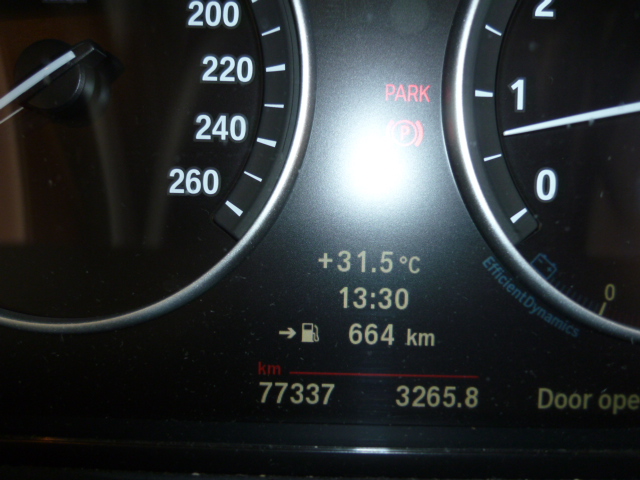 200
220
240
260
2
1
0
PARK
P
+31.5 °C
13:30
664 km
km
77337 3265.8
EfficientDynamics
0
Door ope